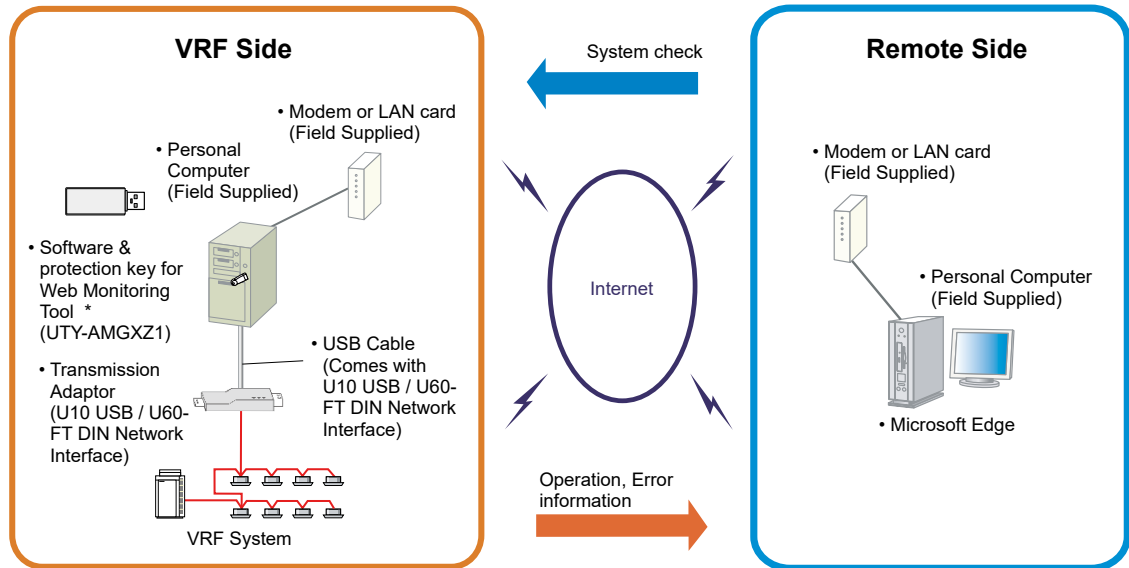 VRF Side
• Modem or LAN card
(Field Supplied)
• Personal
Computer
(Field Supplied)
• Software &
protection key for
Web Monitoring
Tool *
(UTY-AMGXZ1)
• Transmission
Adaptor
(U10 USB / U60-
FT DIN Network
Interface)
• USB Cable
(Comes with
U10 USB / U60-
FT DIN Network
Interface)
VRF System
System check
Internet
Operation, Error
information
Remote Side
• Modem or LAN card
(Field Supplied)
• Personal Computer
(Field Supplied)
• Microsoft Edge